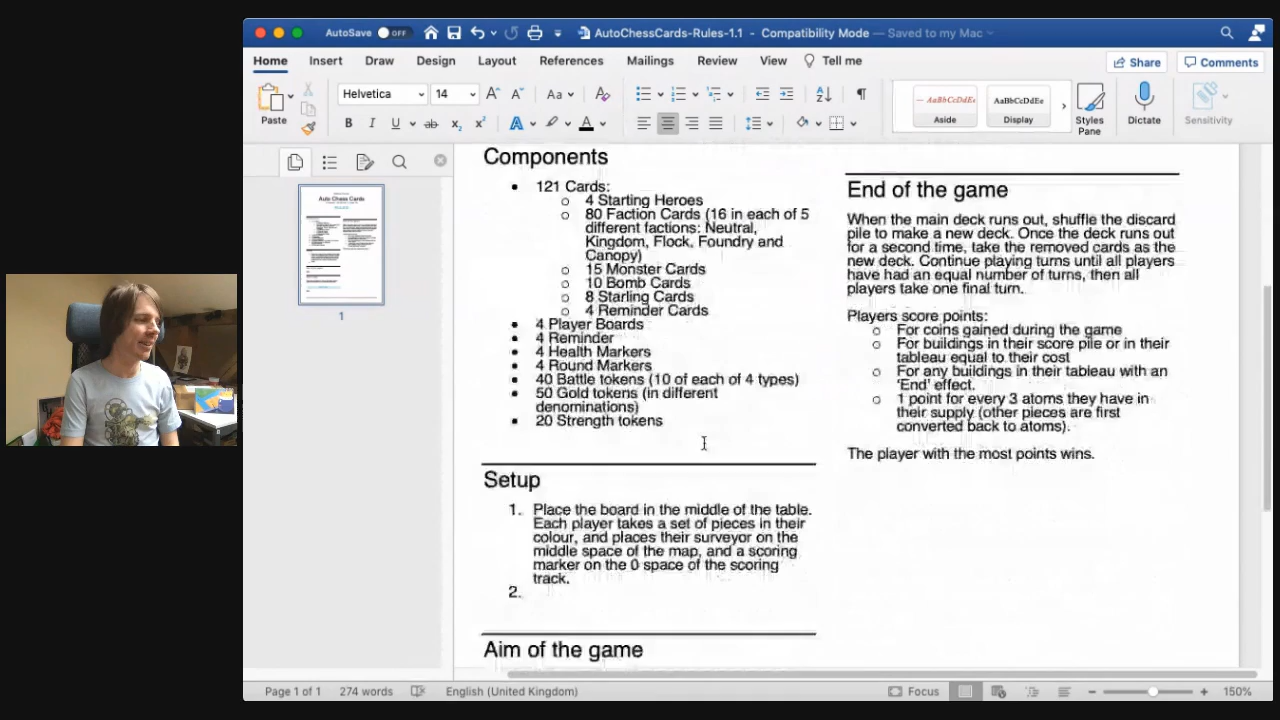 AutoSave OFF
AutoChessCards-Rules-1.1 - Compatibility Mode — Saved to my Mac
Home Insert Draw Design Layout References Mailings Review View Tell me Share Comments
Paste Helvetica 14 Aa AaBbCcDdEe AaBbCcDdEe
Aside Display Styles Pane Dictate Sensitivity
Auto Chess Cards
1
Components
121 Cards:
4 Starting Heroes
80 Faction Cards (16 in each of 5
different factions: Neutral,
Kingdom, Flock, Foundry and
Canopy)
15 Monster Cards
10 Bomb Cards
8 Starling Cards
4 Reminder Cards
4 Player Boards
4 Reminder
4 Health Markers
4 Round Markers
40 Battle tokens (10 of each of 4 types)
50 Gold tokens (in different
denominations)
20 Strength tokens
Setup
1. Place the board in the middle of the table.
Each player takes a set of pieces in their
colour, and places their surveyor on the
middle space of the map, and a scoring
marker on the 0 space of the scoring
track.
2.
Aim of the game
End of the game
When the main deck runs out, shuffle the discard
pile to make a new deck. Once the deck runs out
for a second time, take the removed cards as the
new deck. Continue playing turns until all players
have had an equal number of turns, then all
players take one final turn.
Players score points:
For coins gained during the game
For buildings in their score pile or in their
tableau equal to their cost
For any buildings in their tableau with an
'End' effect.
1 point for every 3 atoms they have in
their supply (other pieces are first
converted back to atoms).
The player with the most points wins.
Page 1 of 1 274 words English (United Kingdom) Focus 150%